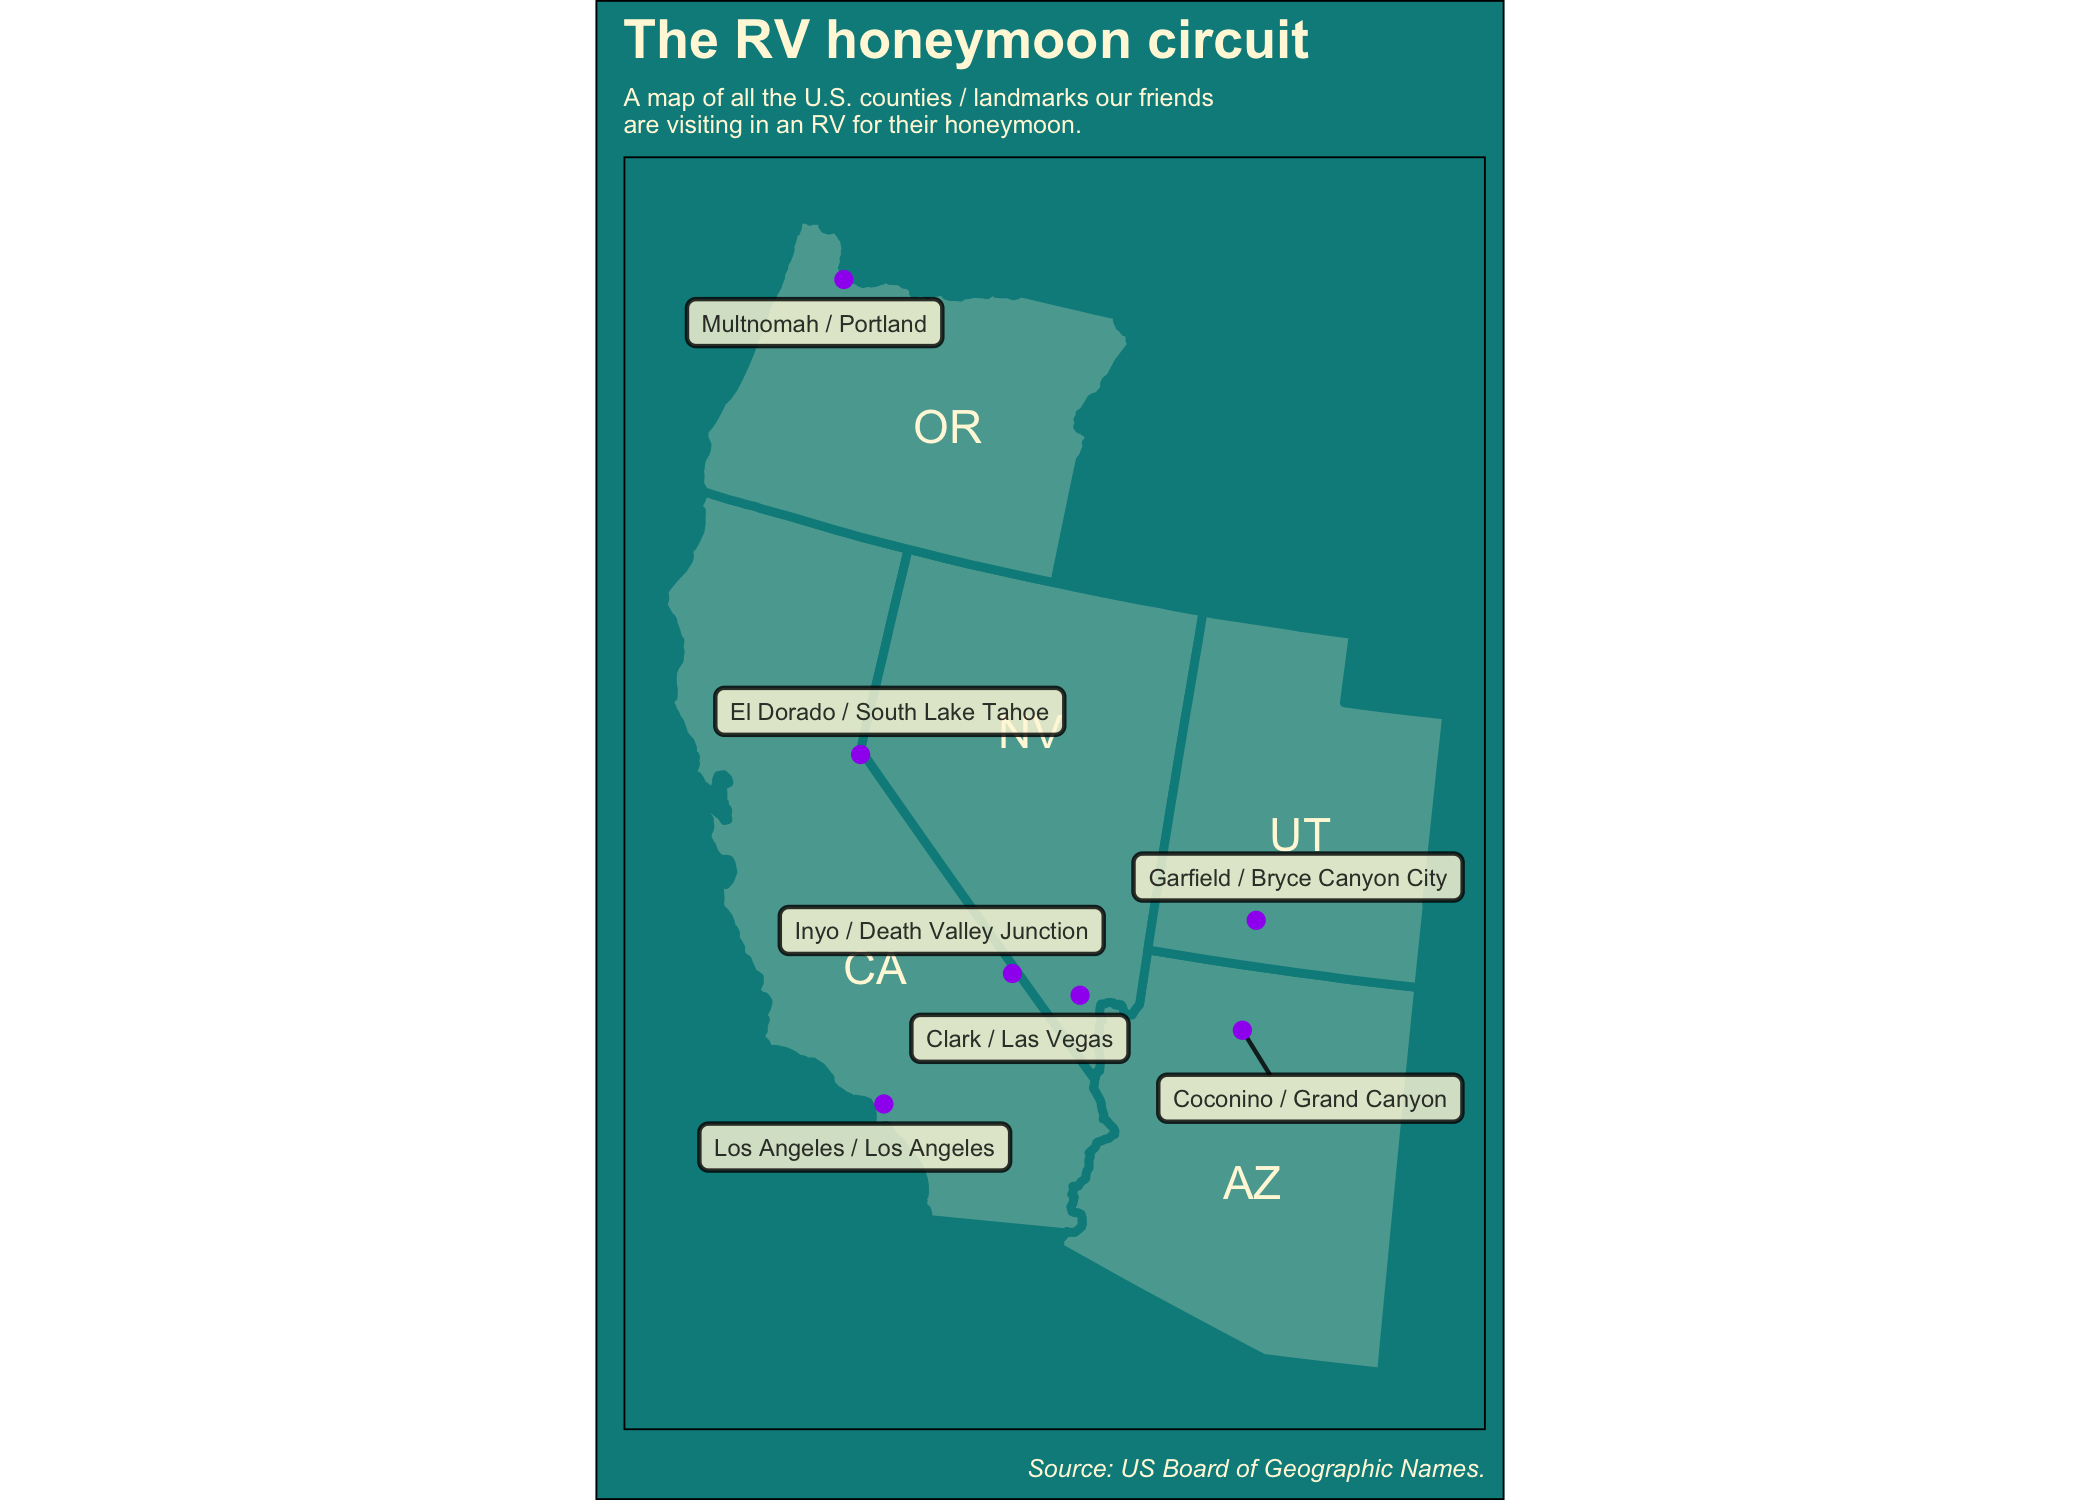 The RV honeymoon circuit
A map of all the U.S. counties / landmarks our friends
are visiting in an RV for their honeymoon.
Multnomah / Portland
OR
El Dorado / South Lake Tahoe
NV
UT
Garfield / Bryce Canyon City
Inyo / Death Valley Junction
CA
Clark / Las Vegas
Coconino / Grand Canyon
Los Angeles / Los Angeles
AZ
Source: US Board of Geographic Names.